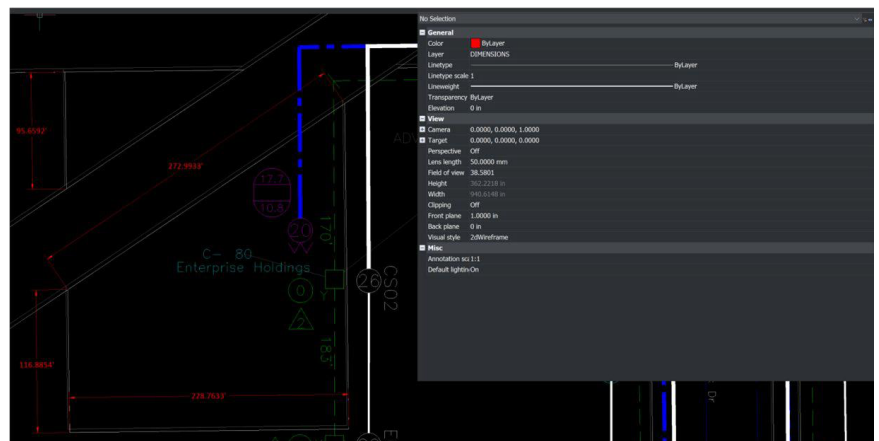 No Selection
General
Color ByLayer
Layer DIMENSIONS
Linetype ByLayer
Linetype scale 1
Lineweight ByLayer
Transparency ByLayer
Elevation 0 in
View
Camera 0.0000, 0.0000, 1.0000
Target 0.0000, 0.0000, 0.0000
Perspective Off
Lens length 50.0000 mm
Field of view 38.5801
Height 362.2218 in
Width 940.6148 in
Clipping Off
Front plane 1.0000 in
Back plane 0 in
Visual style 2dWireframe
Misc
Annotation sca 1:1
Default lightin On
95.6592'
272.9933'
ADV
17.7
10.8
20
W
170'
C- 80
Enterprise Holdings
0 Y
2
26
CS02
183'
116.8854'
228.7633'
E
Dr